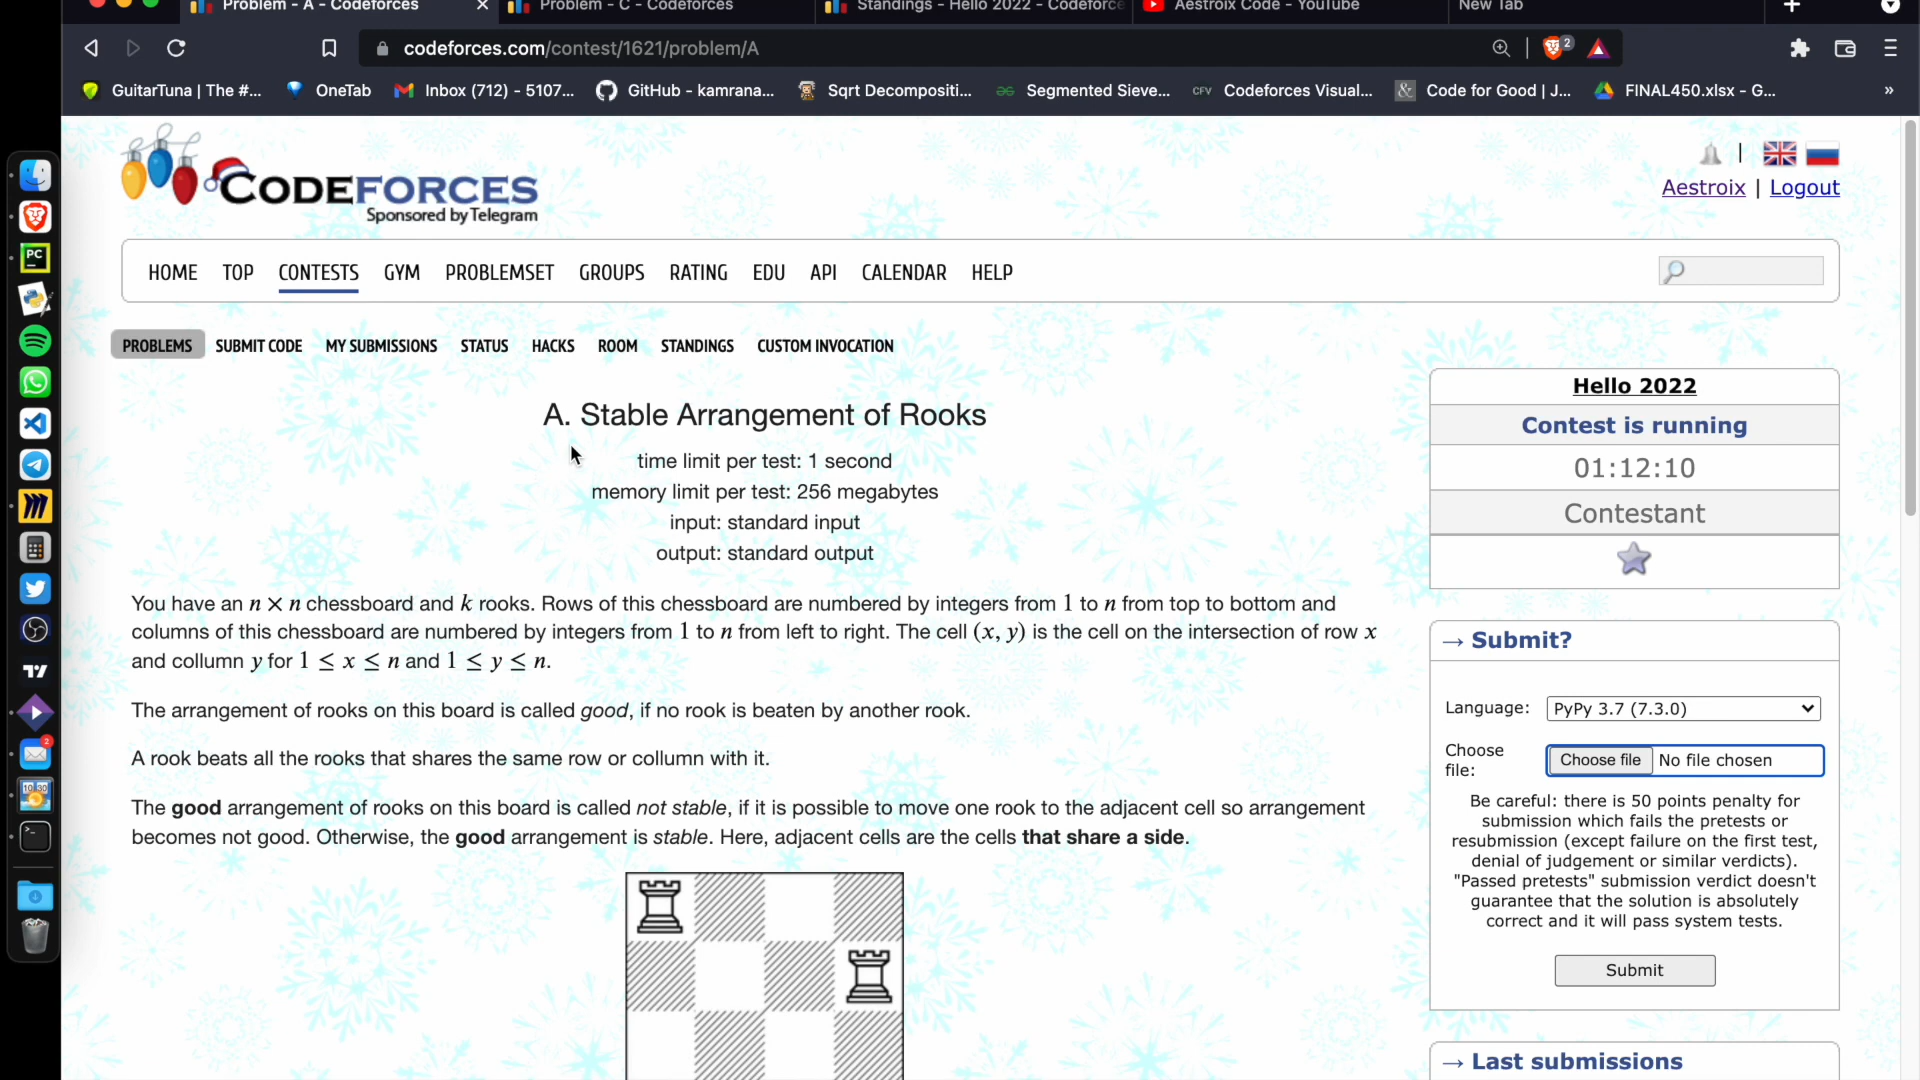 Problem - A - Codeforces
Problem - C - Codeforces
Standings - Hello 2022 - Codeforce
Aestroix Code - YouTube
New Tab
codeforces.com/contest/1621/problem/A
2
GuitarTuna | The #...
OneTab
Inbox (712) - 5107...
GitHub - kamrana...
Sqrt Decompositi...
Segmented Sieve...
CFV
Codeforces Visual...
&
Code for Good | J...
FINAL450.xlsx - G...
»
CODEFORCES
Sponsored by Telegram
|
Aestroix | Logout
HOME TOP CONTESTS GYM PROBLEMSET GROUPS RATING EDU API CALENDAR HELP
PROBLEMS SUBMIT CODE MY SUBMISSIONS STATUS HACKS ROOM STANDINGS CUSTOM INVOCATION
PC
A. Stable Arrangement of Rooks
time limit per test: 1 second
memory limit per test: 256 megabytes
input: standard input
output: standard output
You have an n × n chessboard and k rooks. Rows of this chessboard are numbered by integers from 1 to n from top to bottom and
columns of this chessboard are numbered by integers from 1 to n from left to right. The cell (x, y) is the cell on the intersection of row x
and collumn y for 1 ≤ x ≤ n and 1 ≤ y ≤ n.
The arrangement of rooks on this board is called good, if no rook is beaten by another rook.
A rook beats all the rooks that shares the same row or collumn with it.
The good arrangement of rooks on this board is called not stable, if it is possible to move one rook to the adjacent cell so arrangement
becomes not good. Otherwise, the good arrangement is stable. Here, adjacent cells are the cells that share a side.
Hello 2022
Contest is running
01:12:10
Contestant
→ Submit?
Language: PyPy 3.7 (7.3.0)
Choose
file:
Choose file No file chosen
Be careful: there is 50 points penalty for
submission which fails the pretests or
resubmission (except failure on the first test,
denial of judgement or similar verdicts).
"Passed pretests" submission verdict doesn't
guarantee that the solution is absolutely
correct and it will pass system tests.
Submit
→ Last submissions
2